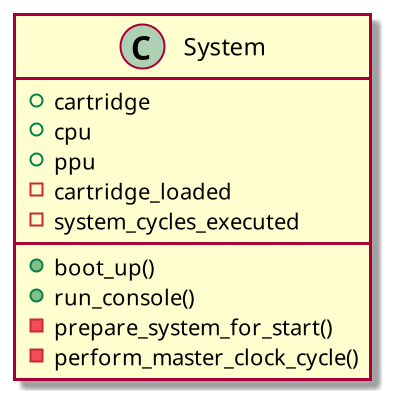 C System
cartridge
cpu
ppu
cartridge_loaded
system_cycles_executed
boot_up()
run_console()
prepare_system_for_start()
perform_master_clock_cycle()